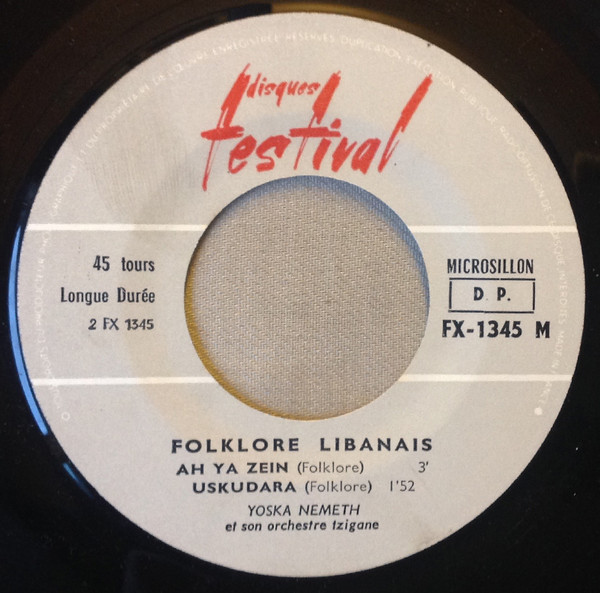 disques
festival
45 tours
Longue Durée
2 FX 1345
MICROSILLON
D. P.
FX-1345 M
FOLKLORE LIBANAIS
AH YA ZEIN (Folklore) 3'
USKUDARA (Folklore) 1'52
YOSKA NEMETH
et son orchestre tzigane